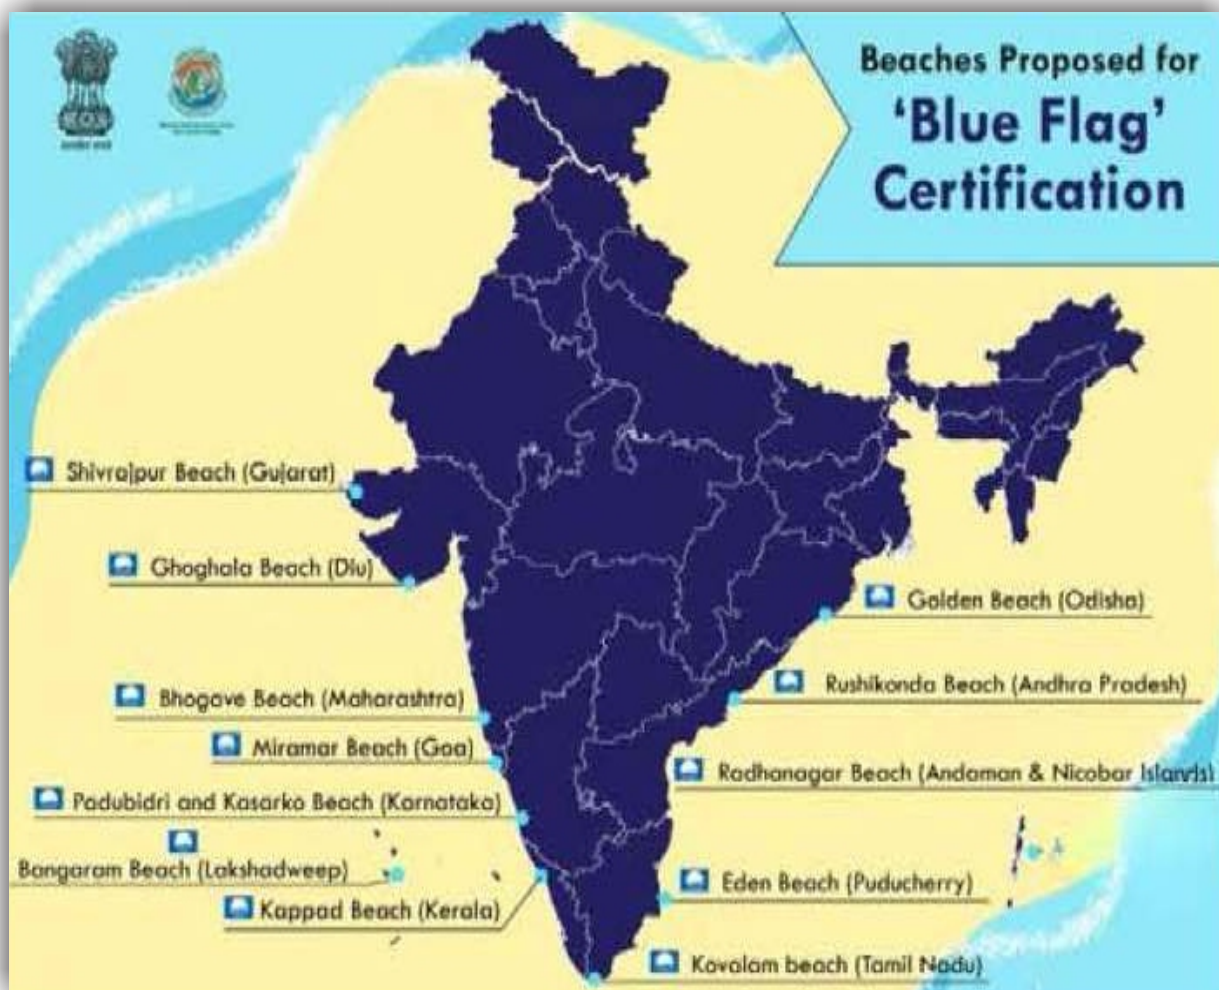 Beaches Proposed for
'Blue Flag'
Certification
Shivrajpur Beach (Gujarat)
Ghoghala Beach (Diu)
Golden Beach (Odisha)
Rushikonda Beach (Andhra Pradesh)
Bhogave Beach (Maharashtra)
Miramar Beach (Goa)
Radhanagar Beach (Andaman & Nicobar Islands)
Padubidri and Kasarko Beach (Karnataka)
Bangaram Beach (Lakshadweep)
Eden Beach (Puducherry)
Kappad Beach (Kerala)
Kovalam beach (Tamil Nadu)